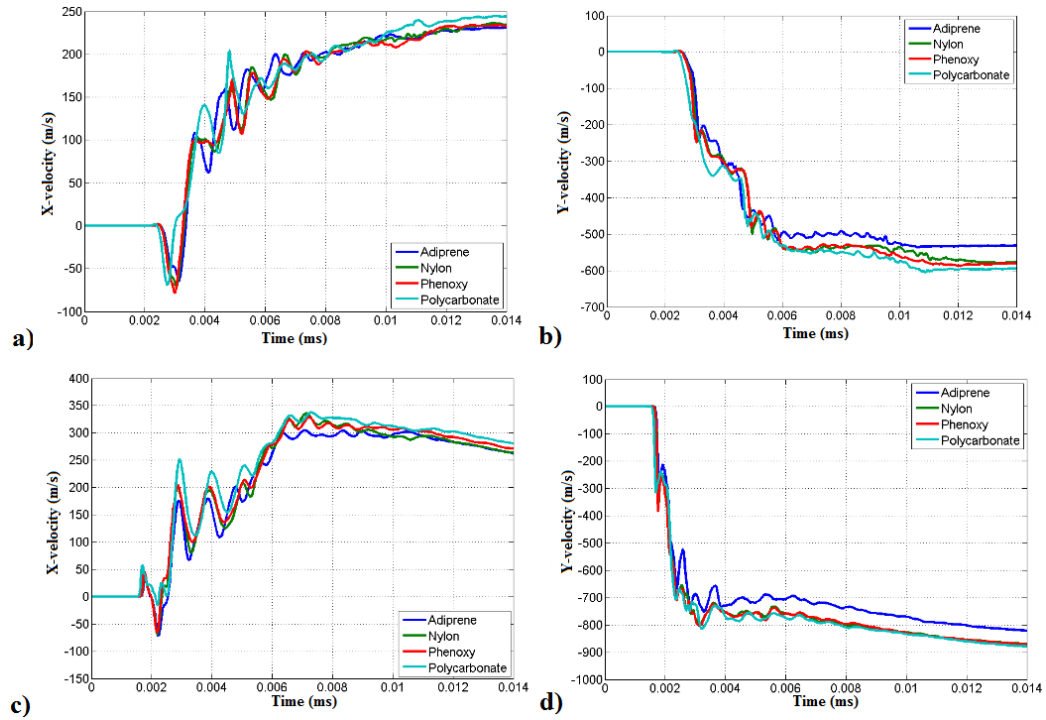 250
200
150
100
50
0
-50
-100
X-velocity (m/s)
0 0.002 0.004 0.006 0.008 0.01 0.012 0.014
Time (ms)
Adiprene
Nylon
Phenoxy
Polycarbonate
a)
100
0
-100
-200
-300
-400
-500
-600
-700
Y-velocity (m/s)
0 0.002 0.004 0.006 0.008 0.01 0.012 0.014
Time (ms)
Adiprene
Nylon
Phenoxy
Polycarbonate
b)
400
350
300
250
200
150
100
50
0
-50
-100
-150
X-velocity (m/s)
0 0.002 0.004 0.006 0.008 0.01 0.012 0.014
Time (ms)
Adiprene
Nylon
Phenoxy
Polycarbonate
c)
100
0
-100
-200
-300
-400
-500
-600
-700
-800
-900
-1000
Y-velocity (m/s)
0 0.002 0.004 0.006 0.008 0.01 0.012 0.014
Time (ms)
Adiprene
Nylon
Phenoxy
Polycarbonate
d)